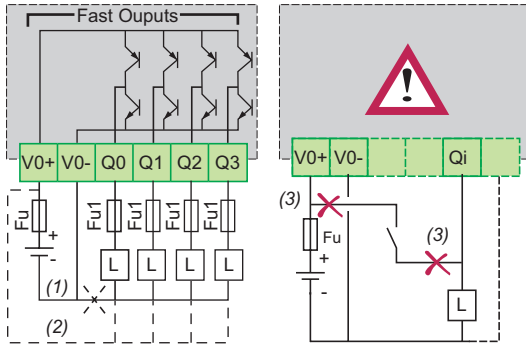 Fast Ouputs
V0+ V0- Q0 Q1 Q2 Q3
Fu Fu1 Fu1 Fu1 Fu1
+
-
L L L L
(1)
(2)
!
V0+ V0- Qi
(3)
Fu
(3)
+
-
L